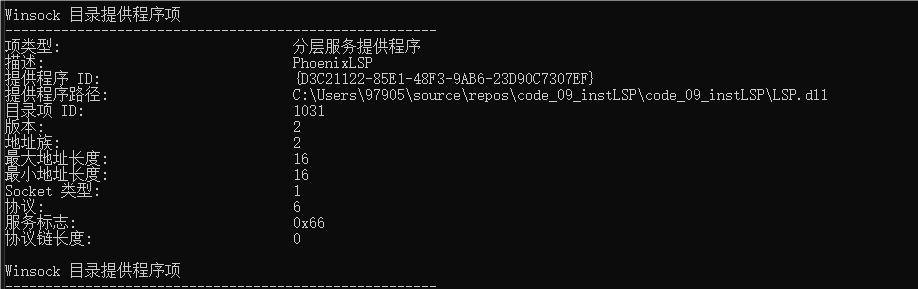 Winsock 目录提供程序项
------------------------------------------------------
项类型: 分层服务提供程序
描述: PhoenixLSP
提供程序 ID: {D3C21122-85E1-48F3-9AB6-23D90C7307EF}
提供程序路径: C:\Users\97905\source\repos\code_09_instLSP\code_09_instLSP\LSP.dll
目录项 ID: 1031
版本: 2
地址族: 2
最大地址长度: 16
最小地址长度: 16
Socket 类型: 1
协议: 6
服务标志: 0x66
协议链长度: 0
Winsock 目录提供程序项
------------------------------------------------------